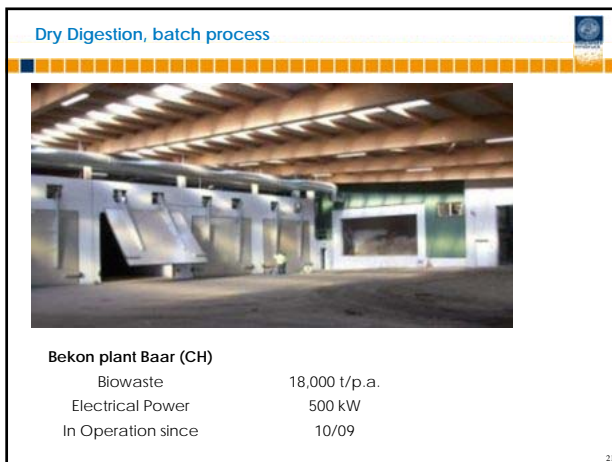 Dry Digestion, batch process
Bekon plant Baar (CH)
Biowaste 18,000 t/p.a.
Electrical Power 500 kW
In Operation since 10/09